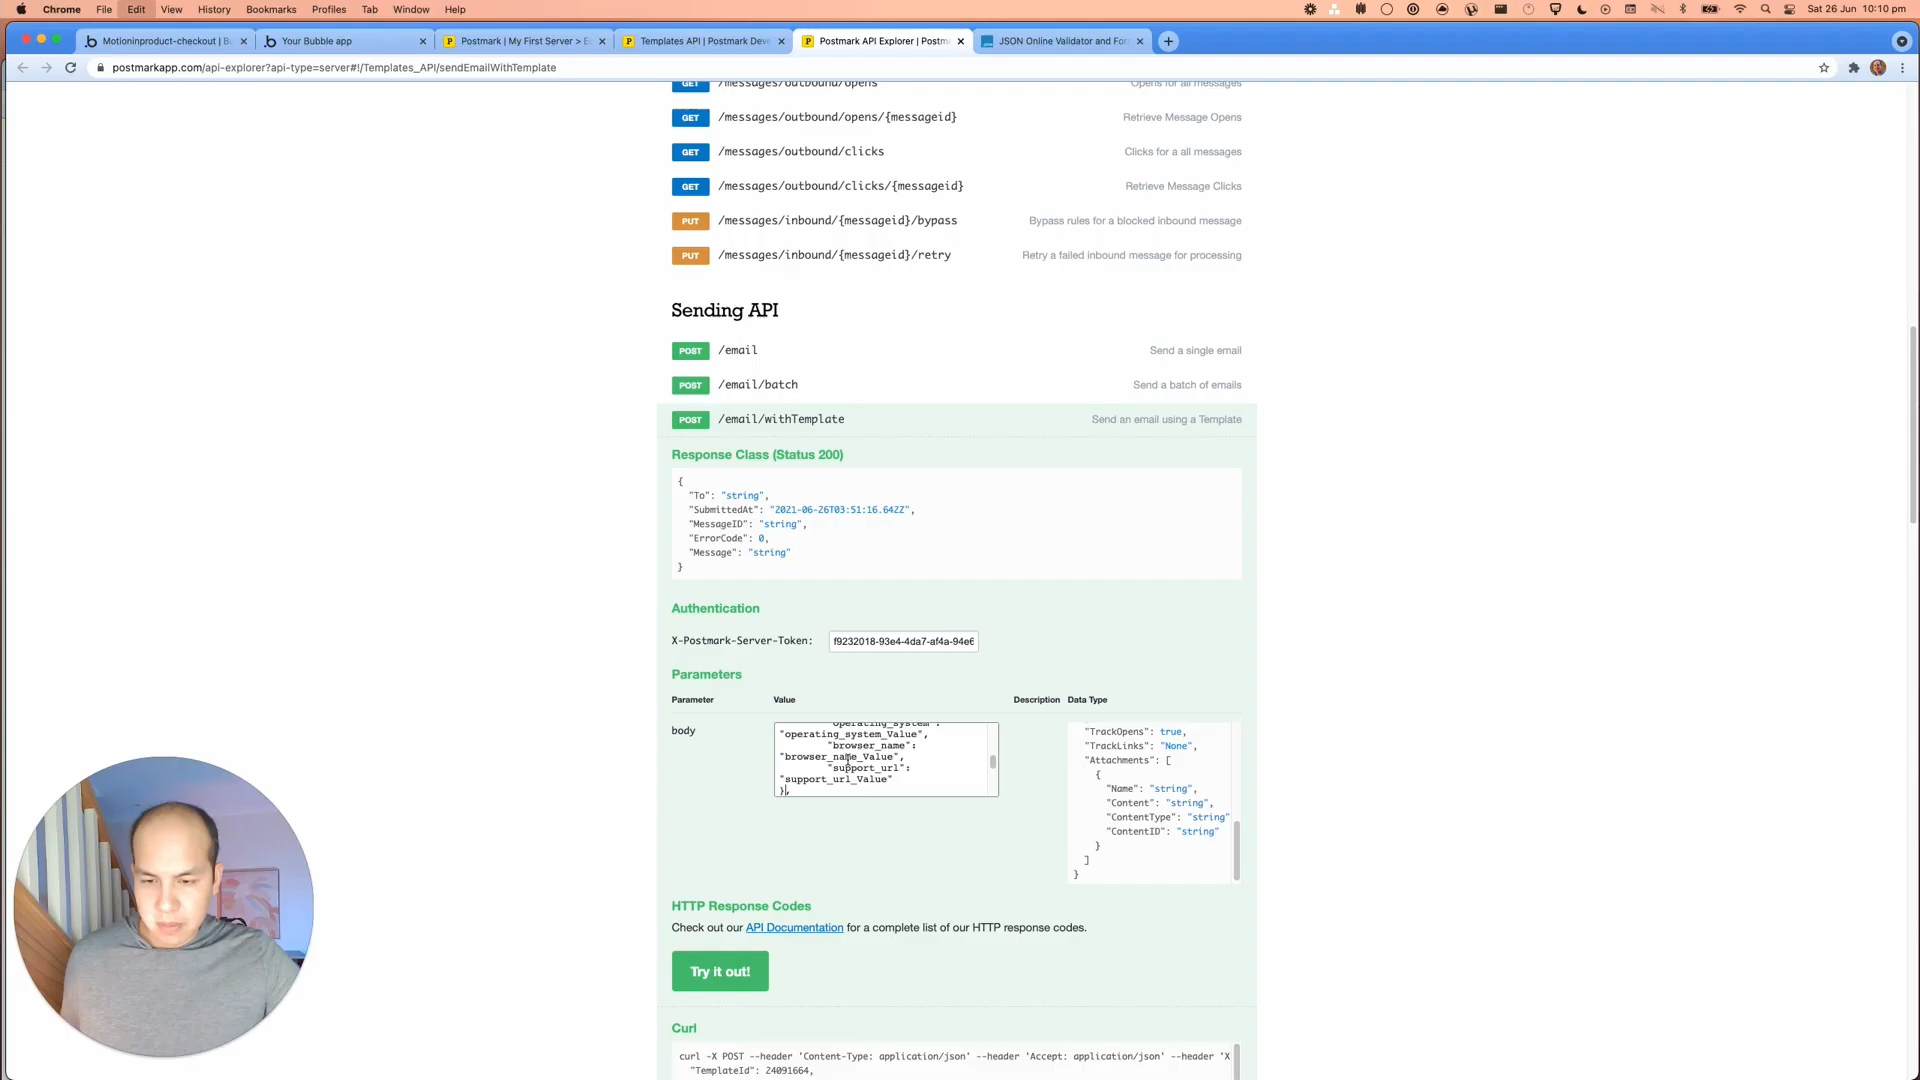 Chrome File Edit View History Bookmarks Profiles Tab Window Help Sat 26 Jun 10:10 pm
Motioninproduct-checkout | B Your Bubble app Postmark | My First Server > E Templates API | Postmark Deve Postmark API Explorer | Postm JSON Online Validator and For
postmarkapp.com/api-explorer?api-type=server#!/Templates_API/sendEmailWithTemplate
GET /messages/outbound/opens Opens for all messages
GET /messages/outbound/opens/{messageid} Retrieve Message Opens
GET /messages/outbound/clicks Clicks for a all messages
GET /messages/outbound/clicks/{messageid} Retrieve Message Clicks
PUT /messages/inbound/{messageid}/bypass Bypass rules for a blocked inbound message
PUT /messages/inbound/{messageid}/retry Retry a failed inbound message for processing
Sending API
POST /email Send a single email
POST /email/batch Send a batch of emails
POST /email/withTemplate Send an email using a Template
Response Class (Status 200)
{
"To": "string",
"SubmittedAt": "2021-06-26T03:51:16.642Z",
"MessageID": "string",
"ErrorCode": 0,
"Message": "string"
}
Authentication
X-Postmark-Server-Token: f9232018-93e4-4da7-af4a-94e6
Parameters
Parameter Value Description Data Type
body
"operating_system":
"operating_system_Value",
"browser_name":
"browser_name_Value",
"support_url":
"support_url_Value"
},
"TrackOpens": true,
"TrackLinks": "None",
"Attachments": [
{
"Name": "string",
"Content": "string",
"ContentType": "string"
"ContentID": "string"
}
]
}
HTTP Response Codes
Check out our API Documentation for a complete list of our HTTP response codes.
Try it out!
Curl
curl -X POST --header 'Content-Type: application/json' --header 'Accept: application/json' --header 'X
"TemplateId": 24091664,